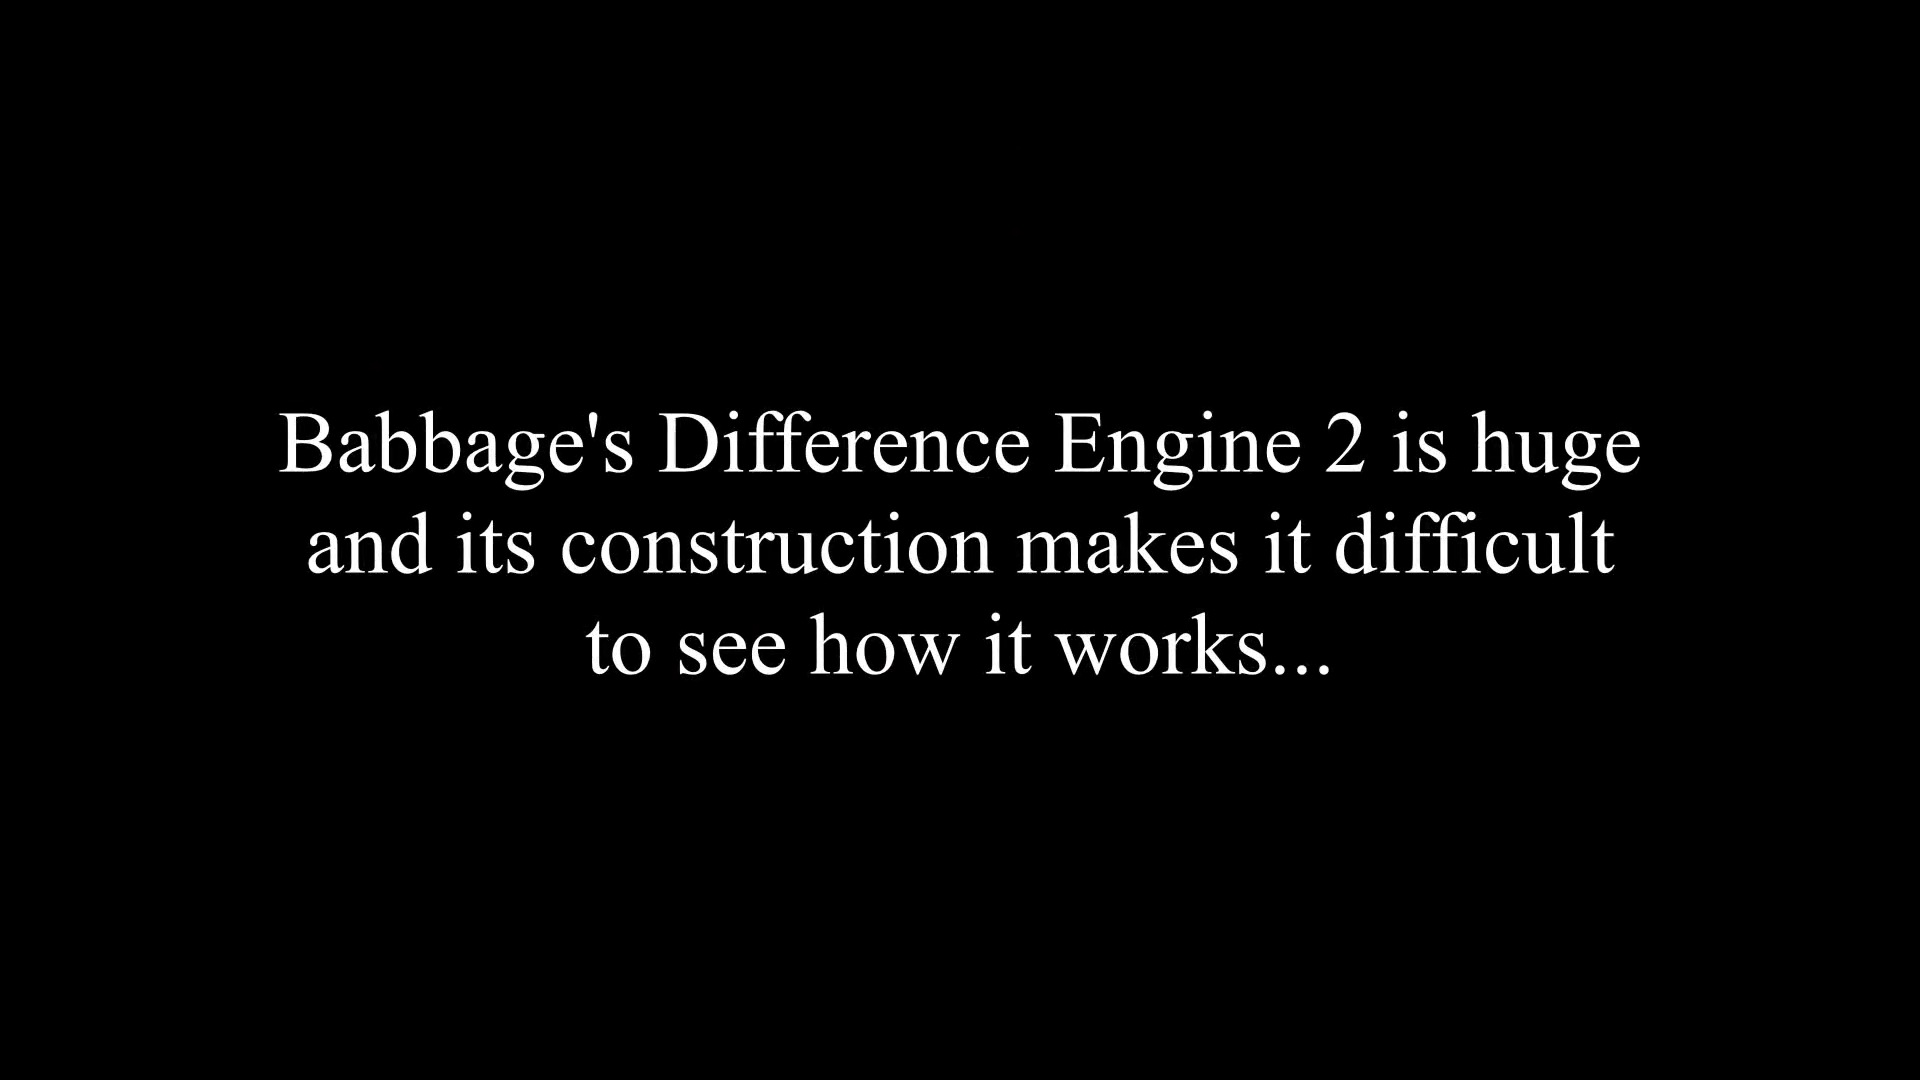 Babbage's Difference Engine 2 is huge
and its construction makes it difficult
to see how it works...